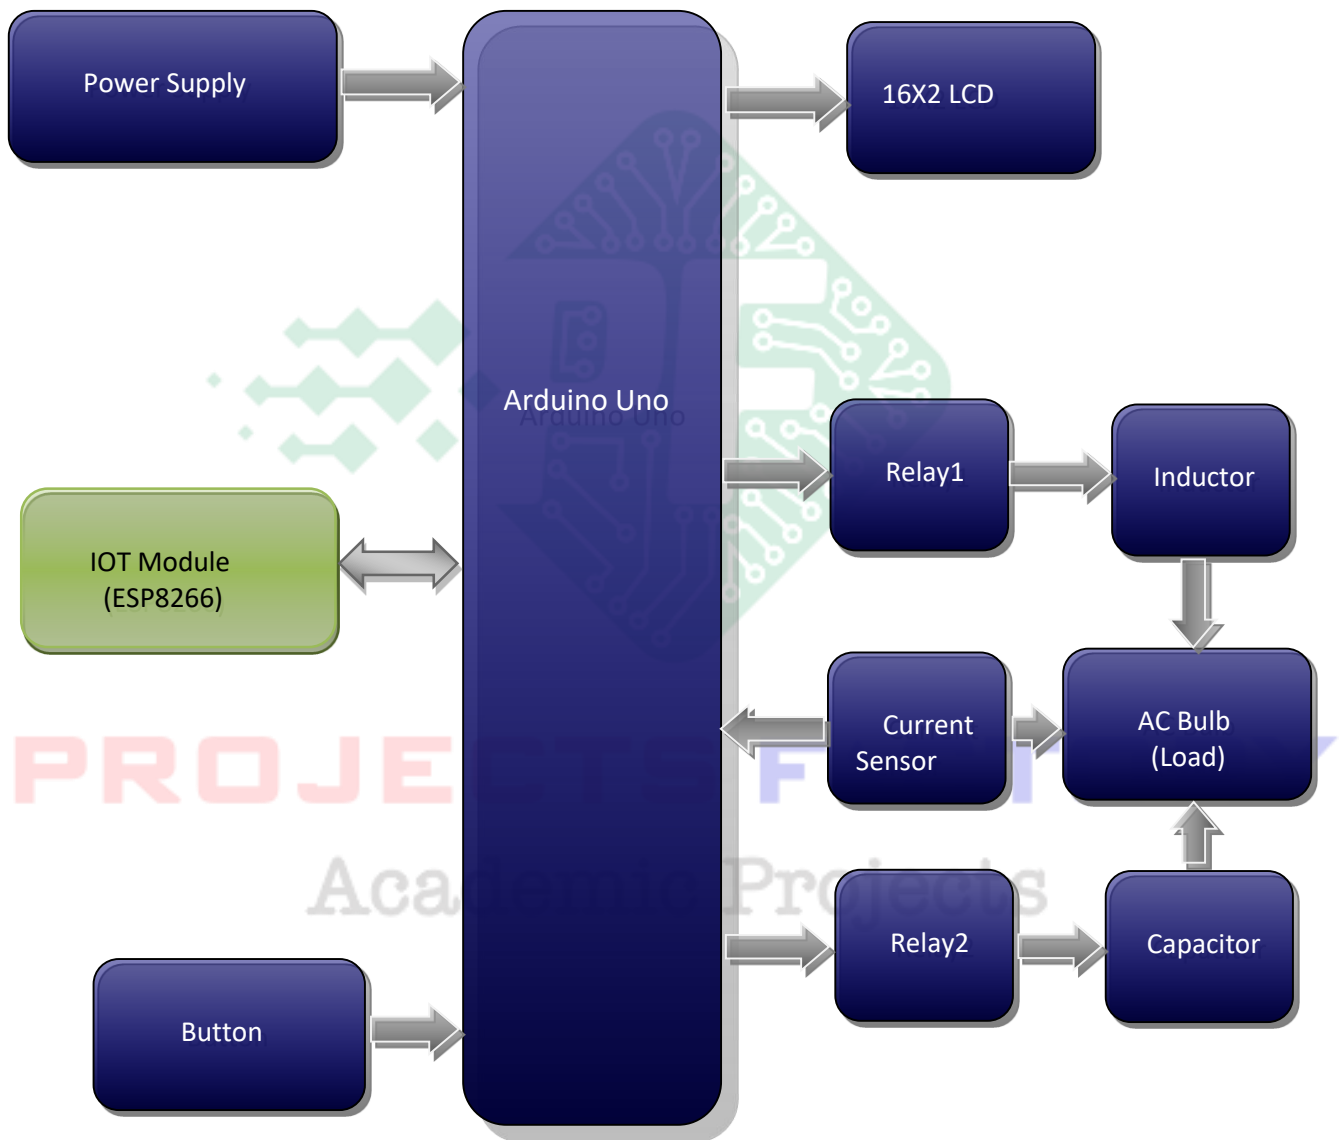 Power Supply
16X2 LCD
Arduino Uno
Arduino Uno
Relay1
Inductor
IOT Module
(ESP8266)
Current
Sensor
AC Bulb
(Load)
PROJECTS
Academic Projects
Relay2
Capacitor
Button